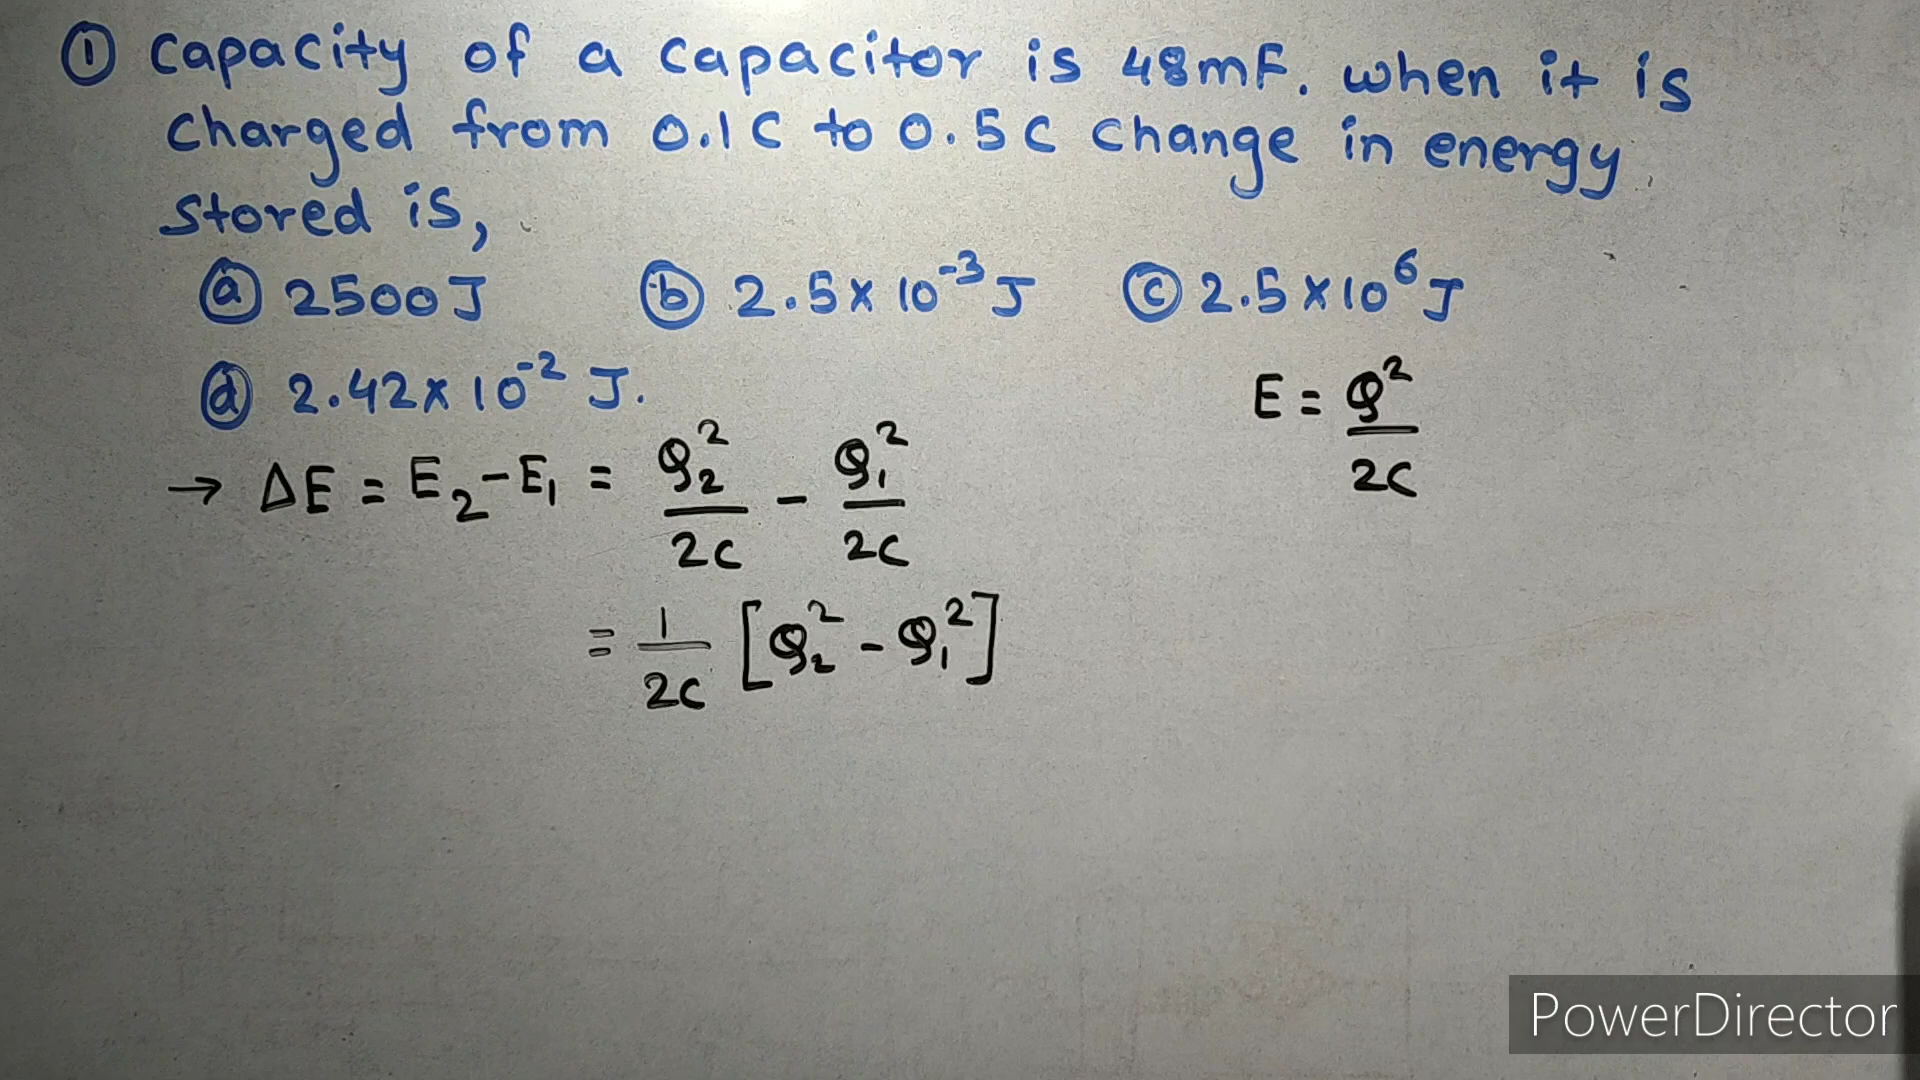 ① Capacity of a capacitor is 48mF. when it is
charged from 0.1C to 0.5C change in energy
stored is,
ⓐ 2500J ⓑ 2.5×10⁻³J ⓒ 2.5×10⁶J
ⓓ 2.42×10⁻² J.
E = Q²/2C
→ ΔE = E₂-E₁ = Q₂²/2C - Q₁²/2C
= 1/2C [Q₂² - Q₁²]
PowerDirector